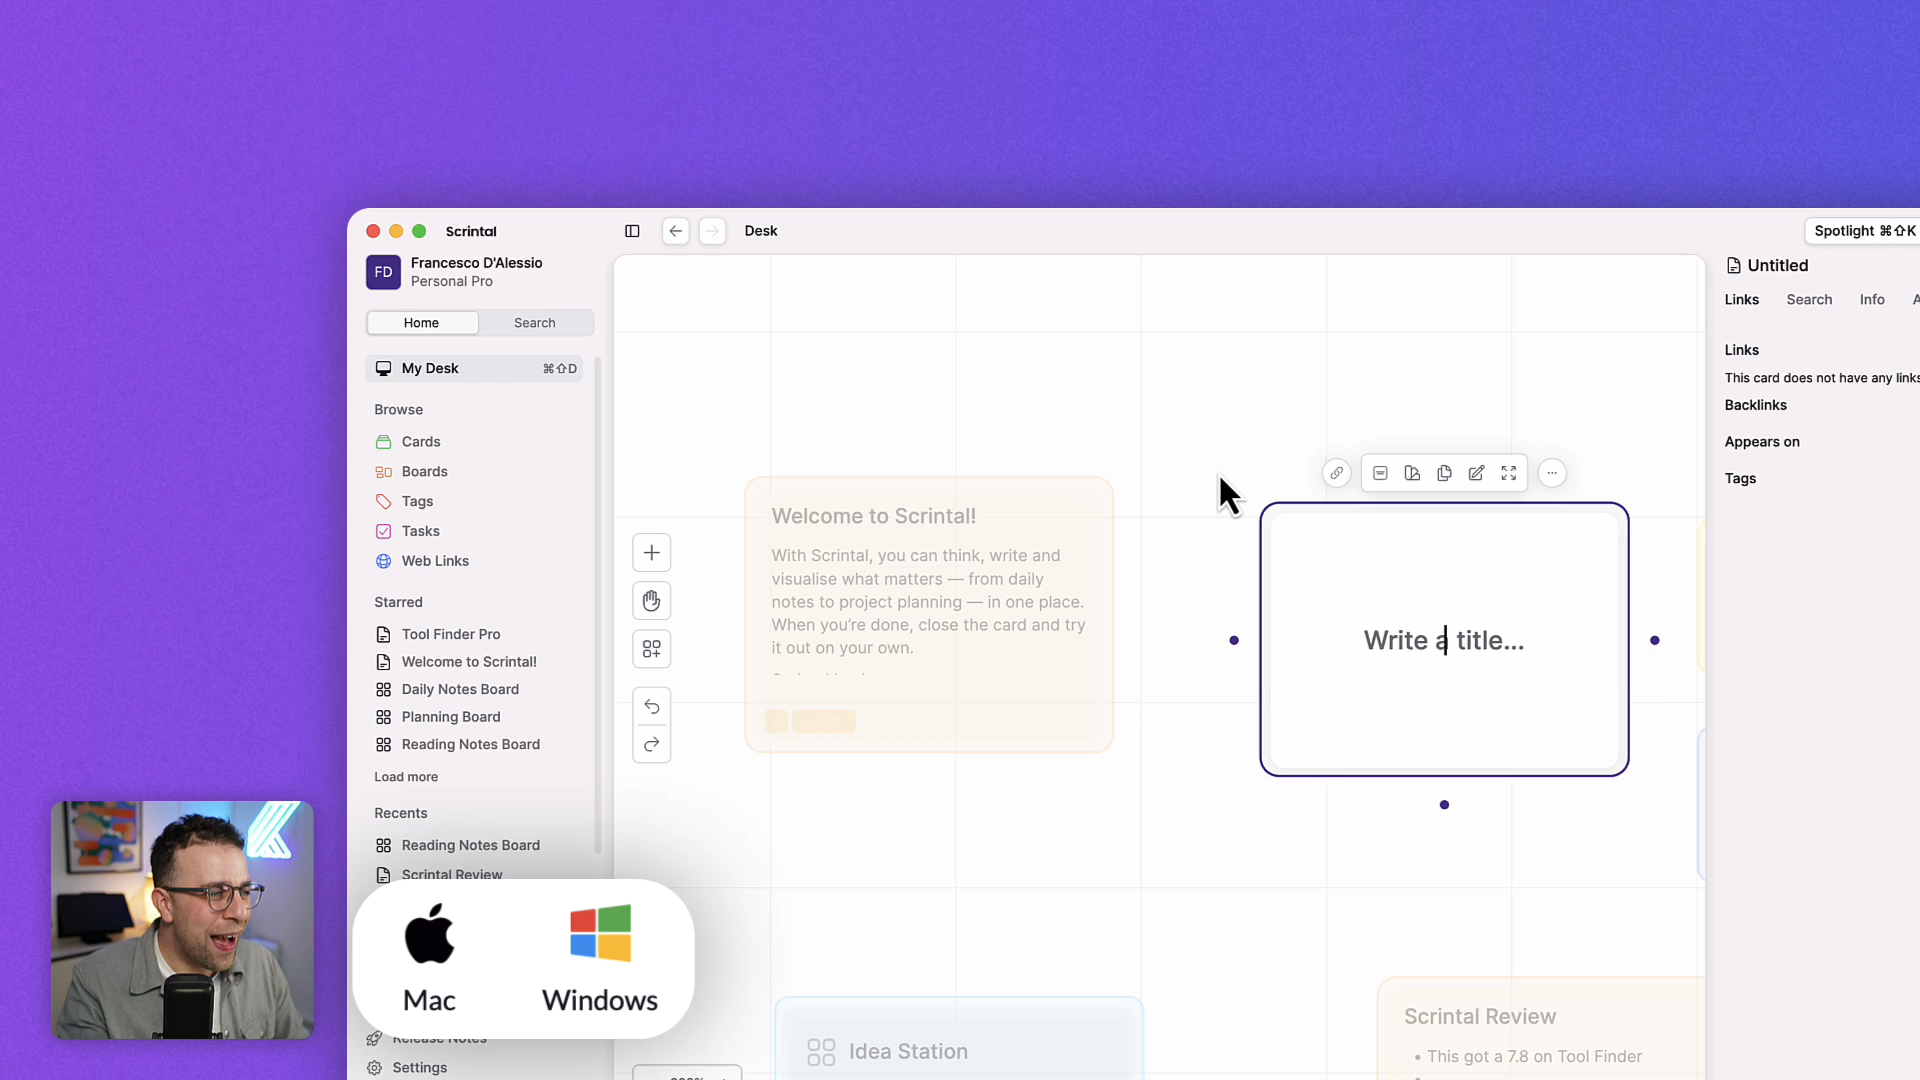 Scrintal
Desk
Spotlight ⌘⇧K
FD
Francesco D'Alessio
Personal Pro
Home
Search
My Desk
⌘⇧D
Browse
Cards
Boards
Tags
Tasks
Web Links
Starred
Tool Finder Pro
Welcome to Scrintal!
Daily Notes Board
Planning Board
Reading Notes Board
Load more
Recents
Reading Notes Board
Scrintal Review
Release Notes
Settings
Mac
Windows
Welcome to Scrintal!
With Scrintal, you can think, write and
visualise what matters — from daily
notes to project planning — in one place.
When you're done, close the card and try
it out on your own.
Write a title...
Idea Station
Scrintal Review
• This got a 7.8 on Tool Finder
Untitled
Links
Search
Info
Links
This card does not have any links
Backlinks
Appears on
Tags